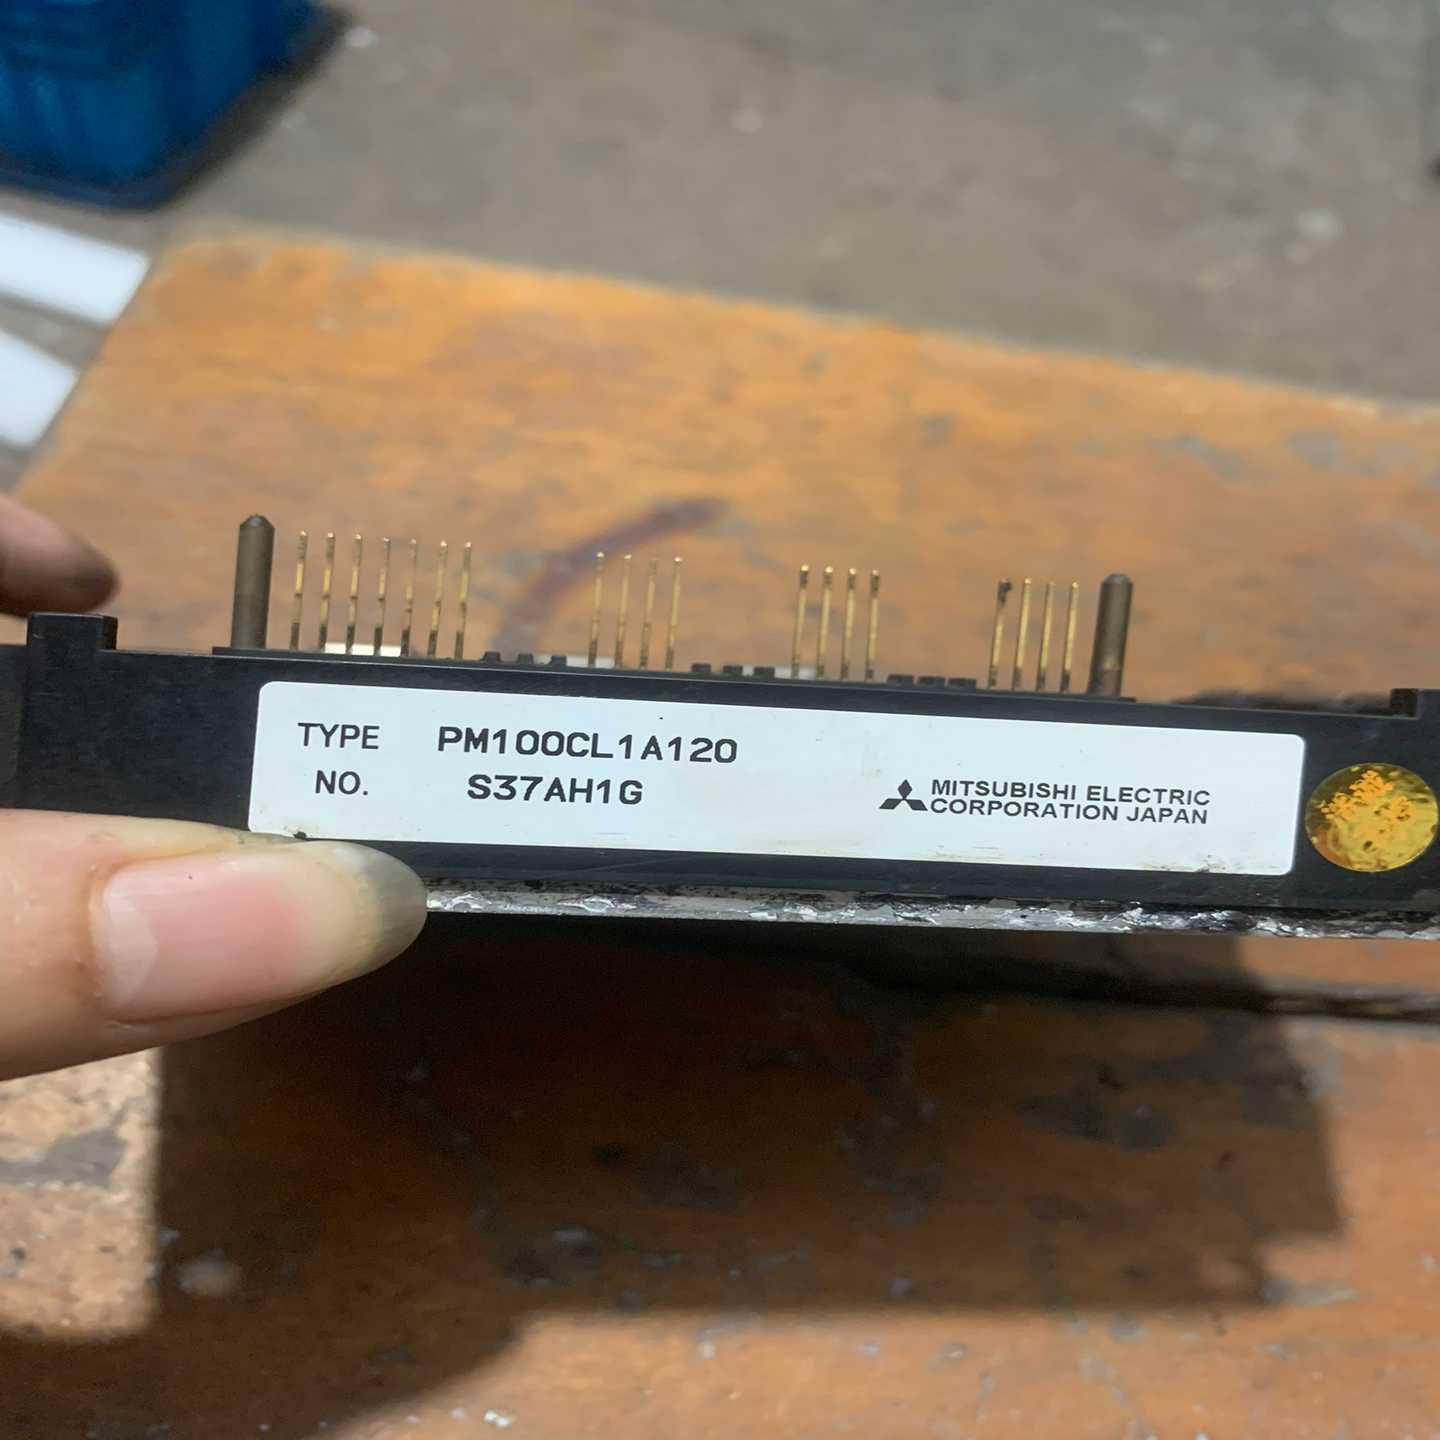 TYPE PM100CL1A120
NO. S37AH1G
MITSUBISHI ELECTRIC
CORPORATION JAPAN